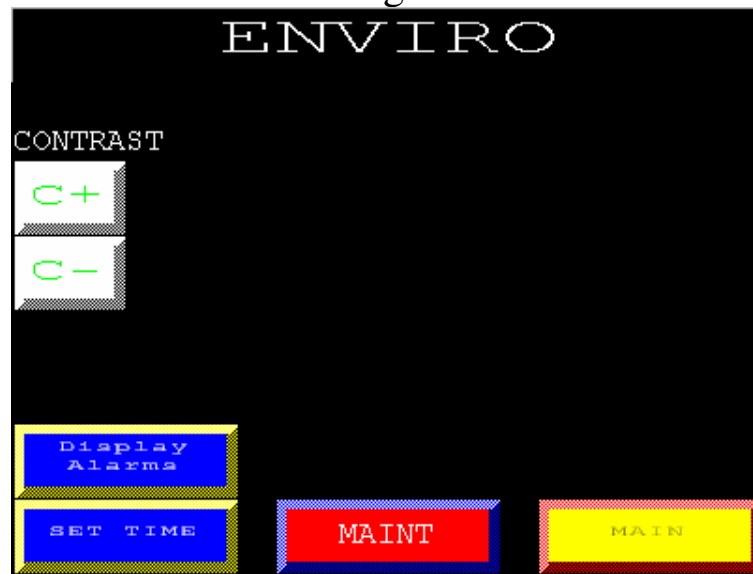 ENVIRO
CONTRAST
C+
C-
Display
Alarms
SET TIME
MAINT
MAIN